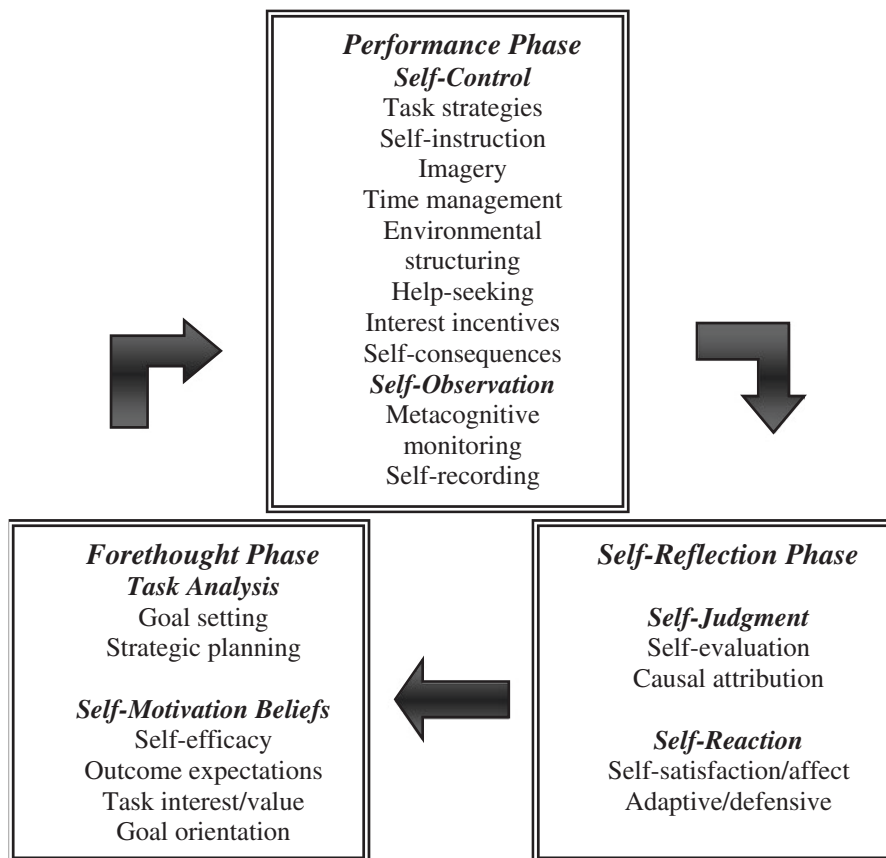 Performance Phase
Self-Control
Task strategies
Self-instruction
Imagery
Time management
Environmental
structuring
Help-seeking
Interest incentives
Self-consequences
Self-Observation
Metacognitive
monitoring
Self-recording
Forethought Phase
Task Analysis
Goal setting
Strategic planning
Self-Motivation Beliefs
Self-efficacy
Outcome expectations
Task interest/value
Goal orientation
Self-Reflection Phase
Self-Judgment
Self-evaluation
Causal attribution
Self-Reaction
Self-satisfaction/affect
Adaptive/defensive